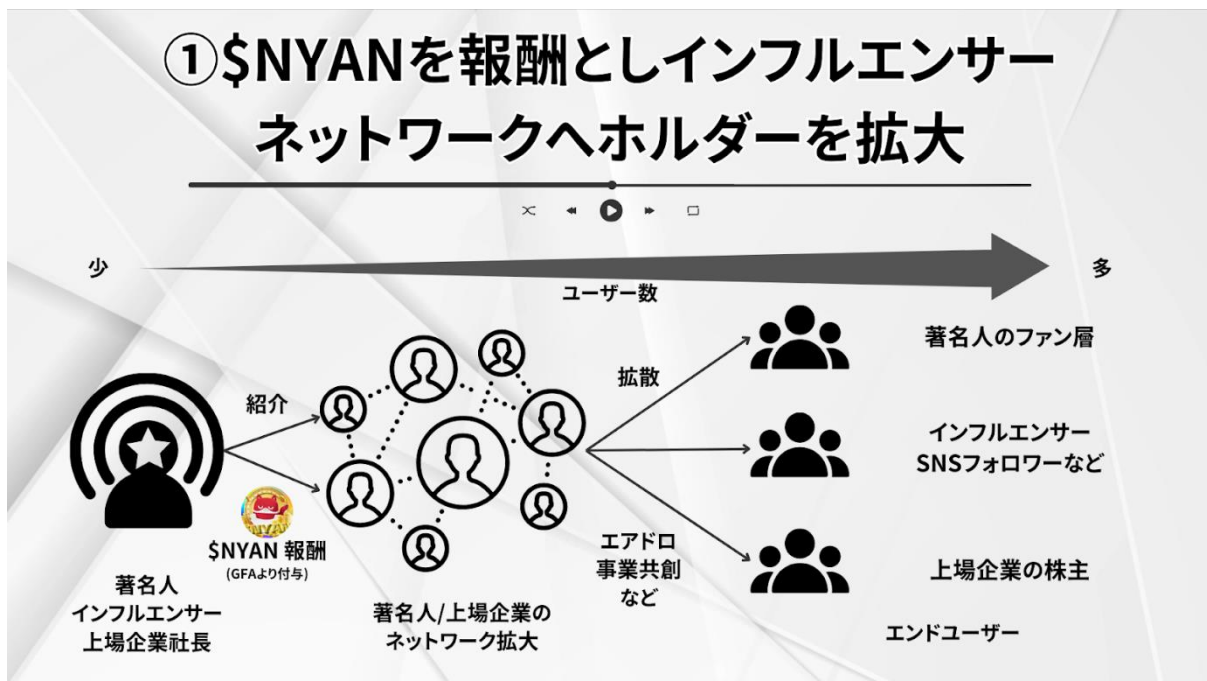 ①$NYANを報酬としインフルエンサー
ネットワークへホルダーを拡大
少
多
ユーザー数
紹介
$NYAN 報酬
(GFAより付与)
著名人
インフルエンサー
上場企業社長
著名人/上場企業の
ネットワーク拡大
拡散
エアドロ
事業共創
など
著名人のファン層
インフルエンサー
SNSフォロワーなど
上場企業の株主
エンドユーザー